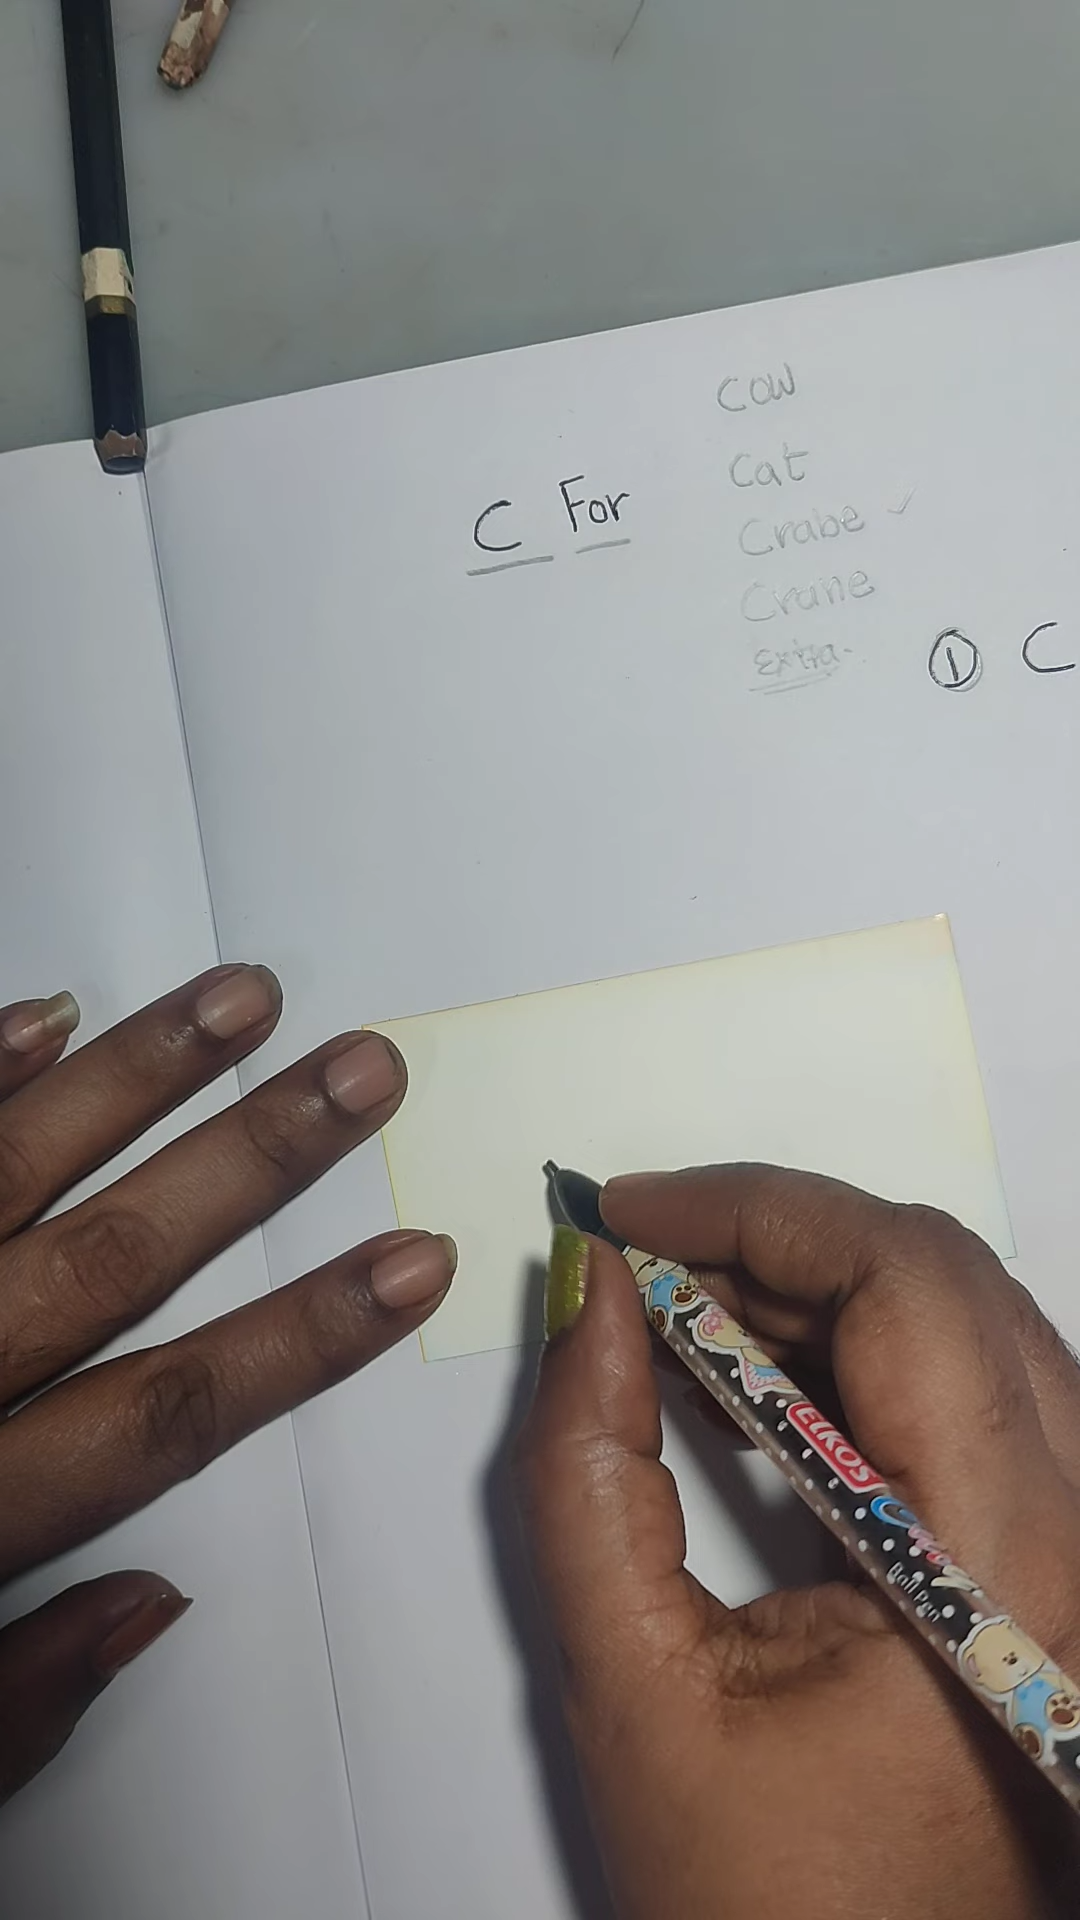 cow
Cat
C For
Crabe ✓
Crane
Extra.
① C
ELKOS
Ball Pen